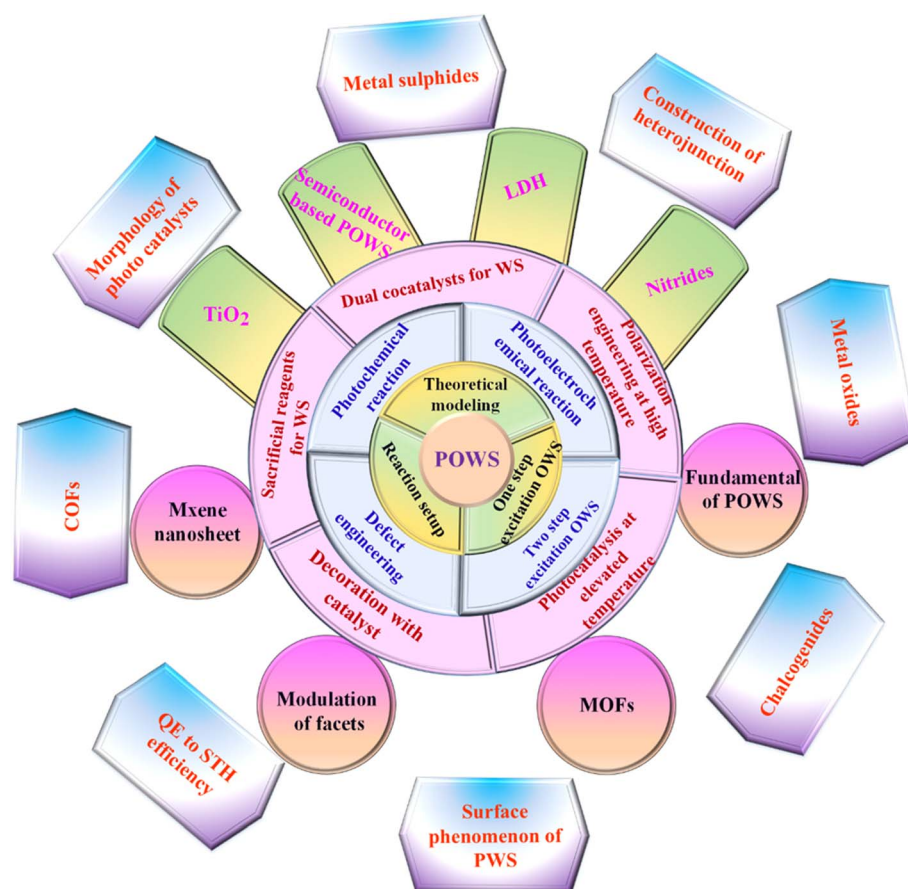 Metal sulphides
Construction of
heterojunction
Morphology of
photo catalysts
Semiconductor
based POWS
LDH
TiO2
Nitrides
Metal oxides
Dual cocatalysts for WS
Polarization
engineering at high
temperature
Sacrificial reagents
for WS
Photochemical
reaction
Photoelectroch
emical reaction
Theoretical
modeling
POWS
Reaction setup
One step
excitation OWS
Defect
engineering
Two step
excitation OWS
Decoration with
catalyst
Photocatalysis at
elevated
temperature
COFs
Mxene
nanosheet
Fundamental
of POWS
Chalcogenides
Modulation
of facets
MOFs
QE to STH
efficiency
Surface
phenomenon of
PWS